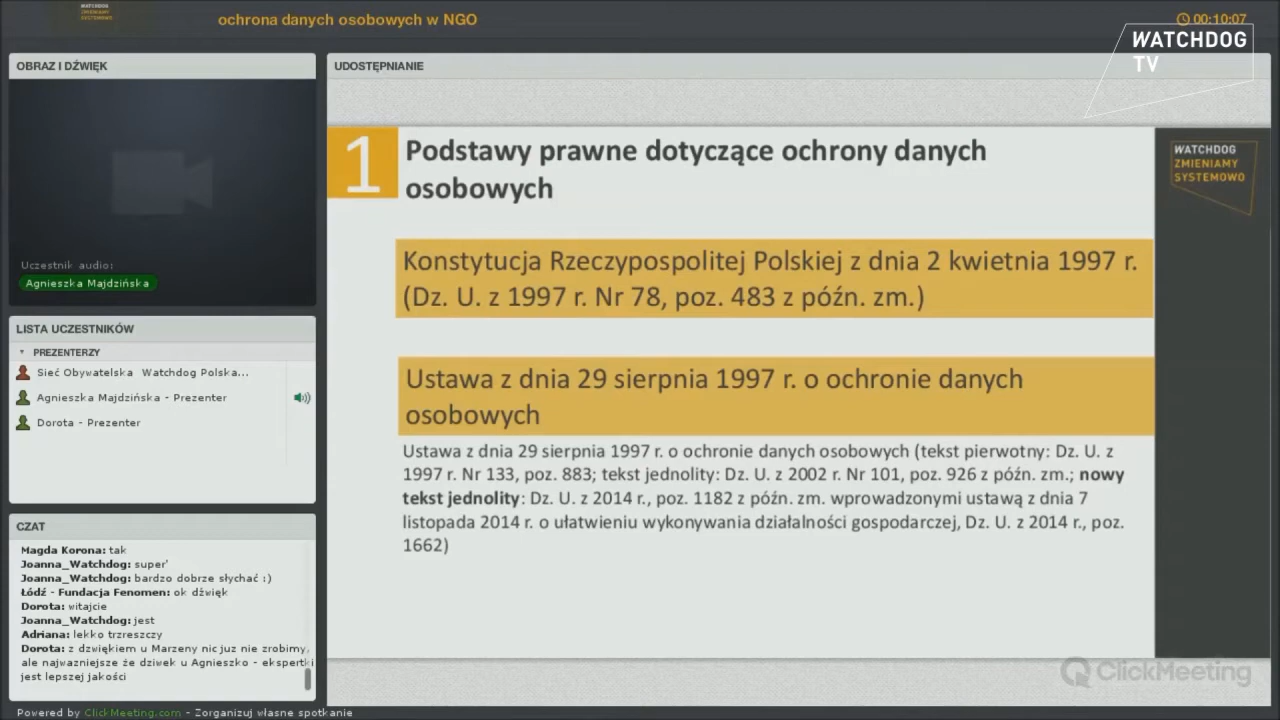 WATCHDOG
ZMIENIAMY
SYSTEMOWO
ochrona danych osobowych w NGO
00:10:07
WATCHDOG
TV
OBRAZ I DŹWIĘK
Uczestnik audio:
Agnieszka Majdzińska
LISTA UCZESTNIKÓW
PREZENTERZY
Sieć Obywatelska Watchdog Polska...
Agnieszka Majdzińska - Prezenter
Dorota - Prezenter
CZAT
Magda Korona: tak
Joanna_Watchdog: super'
Joanna_Watchdog: bardzo dobrze słychać :)
Łódź - Fundacja Fenomen: ok dźwięk
Dorota: witajcie
Joanna_Watchdog: jest
Adriana: lekko trzreszczy
Dorota: z dzwiękiem u Marzeny nic juz nie zrobimy,
ale najwazniejsze że dziwek u Agnieszko - ekspertki
jest lepszej jakości
UDOSTĘPNIANIE
1
Podstawy prawne dotyczące ochrony danych
osobowych
Konstytucja Rzeczypospolitej Polskiej z dnia 2 kwietnia 1997 r.
(Dz. U. z 1997 r. Nr 78, poz. 483 z późn. zm.)
Ustawa z dnia 29 sierpnia 1997 r. o ochronie danych
osobowych
Ustawa z dnia 29 sierpnia 1997 r. o ochronie danych osobowych (tekst pierwotny: Dz. U. z
1997 r. Nr 133, poz. 883; tekst jednolity: Dz. U. z 2002 r. Nr 101, poz. 926 z późn. zm.; nowy
tekst jednolity: Dz. U. z 2014 r., poz. 1182 z późn. zm. wprowadzonymi ustawą z dnia 7
listopada 2014 r. o ułatwieniu wykonywania działalności gospodarczej, Dz. U. z 2014 r., poz.
1662)
WATCHDOG
ZMIENIAMY
SYSTEMOWO
ClickMeeting
Powered by ClickMeeting.com - Zorganizuj własne spotkanie